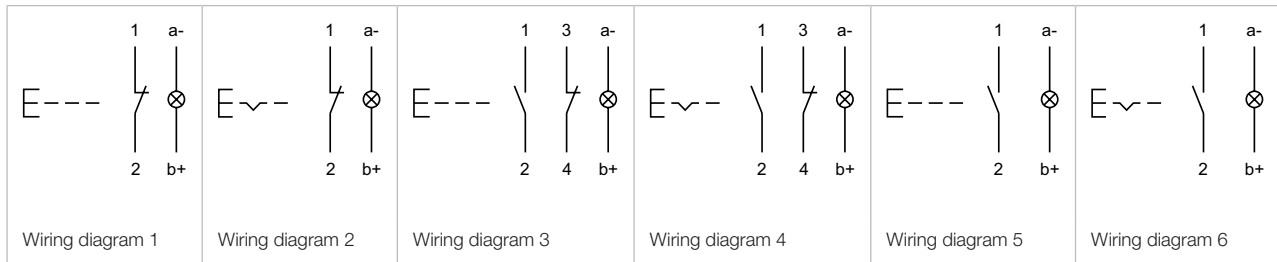 1 a-
2 b+
Wiring diagram 1
1 a-
2 b+
Wiring diagram 2
1 3 a-
2 4 b+
Wiring diagram 3
1 3 a-
2 4 b+
Wiring diagram 4
1 a-
2 b+
Wiring diagram 5
1 a-
2 b+
Wiring diagram 6